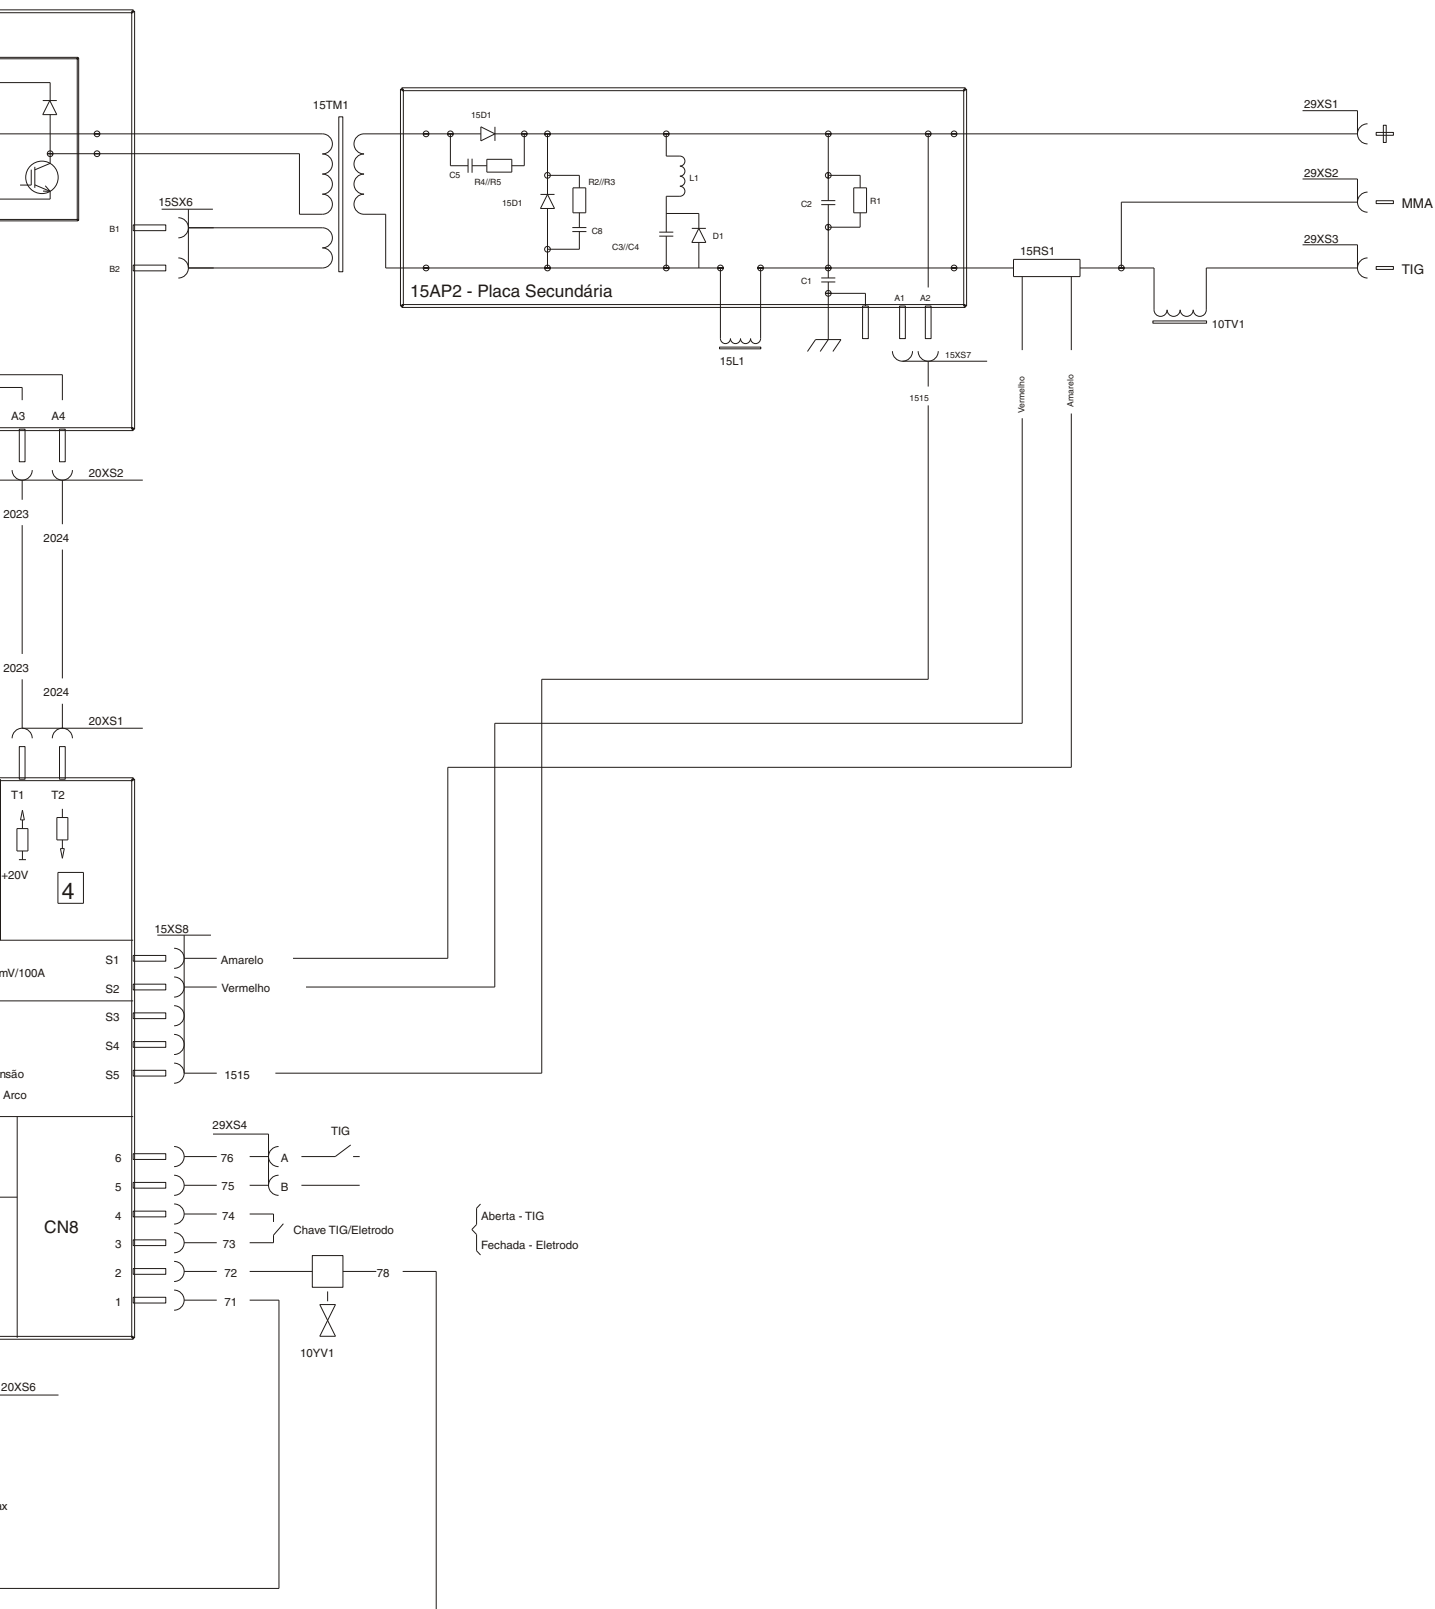 15TM1
29XS1
15D1
C5
R4//R5
R2//R3
L1
29XS2
MMA
15SX6
15D1
C2
R1
B1
C8
C3//C4
D1
29XS3
15RS1
B2
C1
TIG
15AP2 - Placa Secundária
A1
A2
10TV1
15L1
15XS7
Vermelho
Amarelo
1515
A3
A4
20XS2
2023
2024
2023
2024
20XS1
T1
T2
+20V
4
15XS8
S1
Amarelo
mV/100A
S2
Vermelho
S3
S4
nsão
S5
1515
Arco
29XS4
TIG
6
76
A
5
75
B
4
74
Aberta - TIG
CN8
Chave TIG/Eletrodo
3
73
Fechada - Eletrodo
2
72
78
1
71
10YV1
20XS6